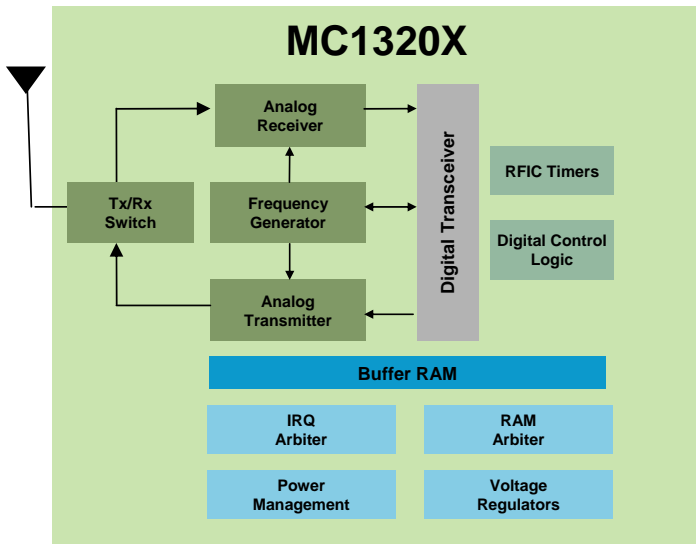 MC1320X
Analog
Receiver
Digital Transceiver
RFIC Timers
Tx/Rx
Switch
Frequency
Generator
Digital Control
Logic
Analog
Transmitter
Buffer RAM
IRQ
Arbiter
RAM
Arbiter
Power
Management
Voltage
Regulators